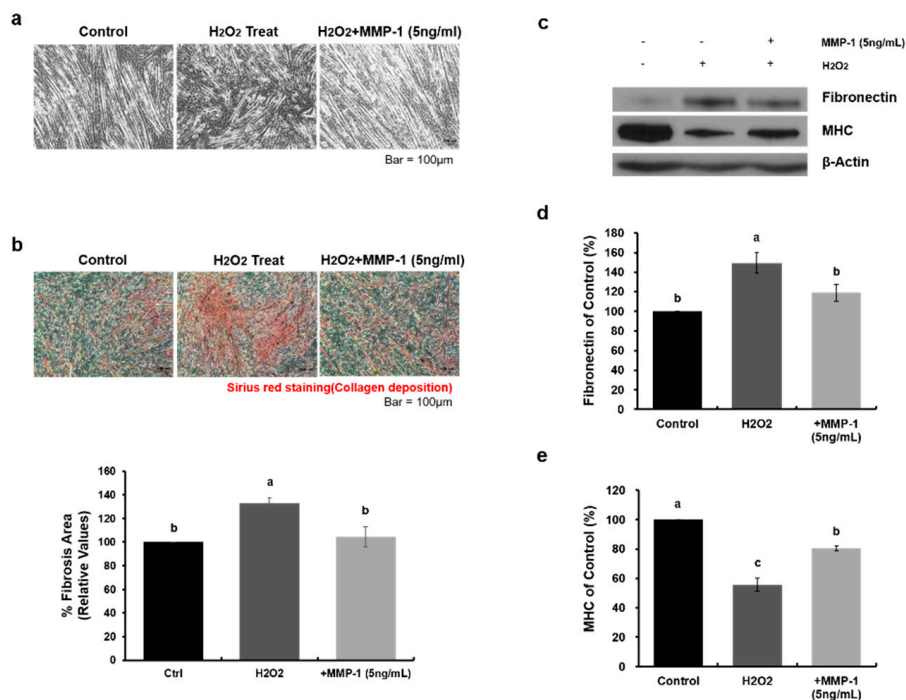 a
Control H2O2 Treat H2O2+MMP-1 (5ng/ml)
Bar = 100µm
b
Control H2O2 Treat H2O2+MMP-1 (5ng/ml)
Sirius red staining(Collagen deposition)
Bar = 100µm
% Fibrosis Area
(Relative Values)
160
140
120
100
80
60
40
20
0
b a b
Ctrl H2O2 +MMP-1 (5ng/mL)
c
- - + MMP-1 (5ng/mL)
- + + H2O2
Fibronectin
MHC
β-Actin
d
Fibronectin of Control (%)
180
160
140
120
100
80
60
40
20
0
b a b
Control H2O2 +MMP-1
(5ng/mL)
e
MHC of Control (%)
120
100
80
60
40
20
0
a c b
Control H2O2 +MMP-1
(5ng/mL)